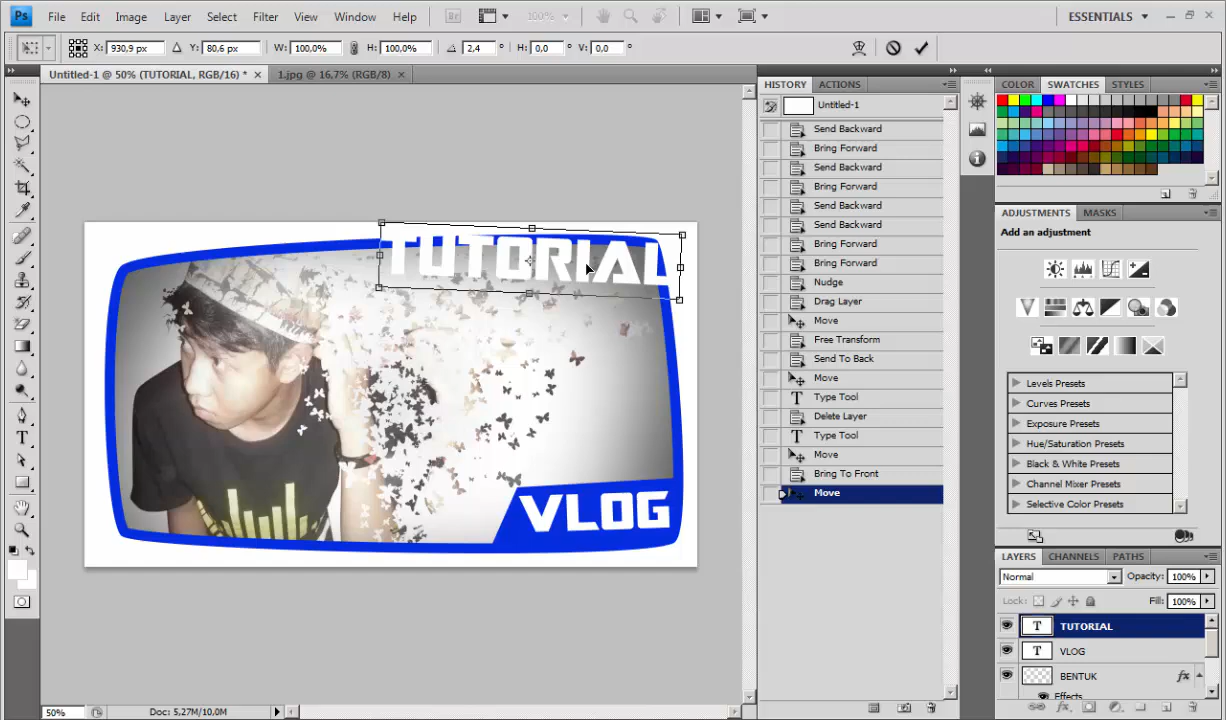 Ps File Edit Image Layer Select Filter View Window Help Br 100% ESSENTIALS
X: 930,9 px Y: 80,6 px W: 100,0% H: 100,0% 2,4 ° H: 0,0 ° V: 0,0 °
Untitled-1 @ 50% (TUTORIAL, RGB/16) * × 1.jpg @ 16,7% (RGB/8) ×
TUTORIAL
VLOG
50% Doc: 5,27M/10,0M
HISTORY ACTIONS
Untitled-1
Send Backward
Bring Forward
Send Backward
Bring Forward
Send Backward
Send Backward
Bring Forward
Bring Forward
Nudge
Drag Layer
Move
Free Transform
Send To Back
Move
Type Tool
Delete Layer
Type Tool
Move
Bring To Front
Move
COLOR SWATCHES STYLES
ADJUSTMENTS MASKS
Add an adjustment
Levels Presets
Curves Presets
Exposure Presets
Hue/Saturation Presets
Black & White Presets
Channel Mixer Presets
Selective Color Presets
LAYERS CHANNELS PATHS
Normal Opacity: 100%
Lock: Fill: 100%
T TUTORIAL
T VLOG
BENTUK fx
Effects